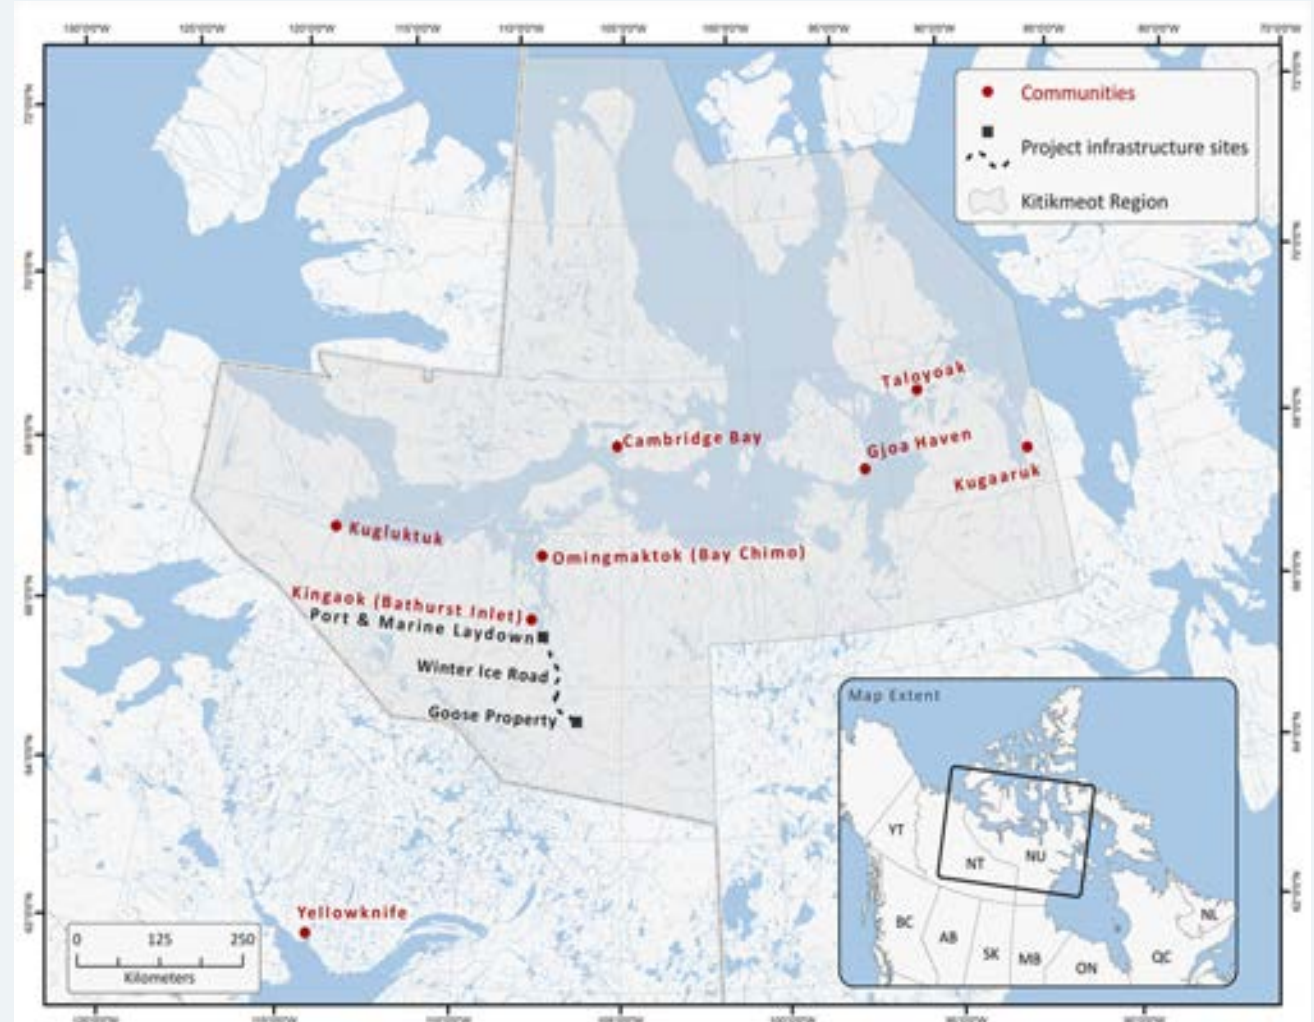 Communities
Project infrastructure sites
Kitikmeot Region
Taloyoak
Cambridge Bay
Gjoa Haven
Kugaaruk
Kugluktuk
Omingmaktok (Bay Chimo)
Kingaok (Bathurst Inlet)
Port & Marine Laydown
Winter Ice Road
Goose Property
Map Extent
YT
NT
NU
BC
AB
SK
MB
ON
QC
NL
Yellowknife
0 125 250
Kilometers